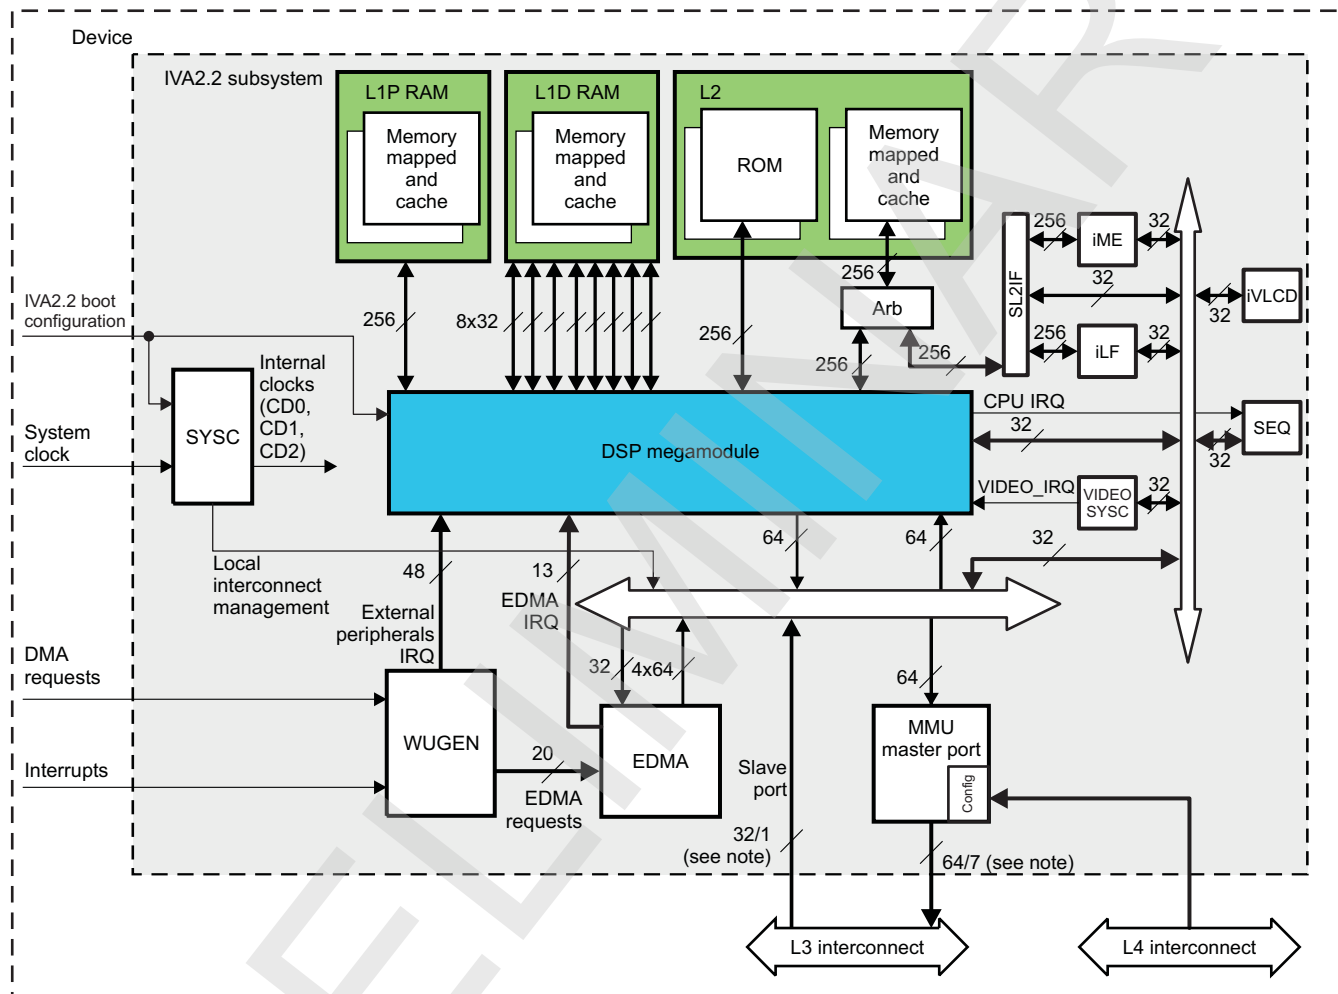 Device
IVA2.2 subsystem
L1P RAM
Memory
mapped
and
cache
L1D RAM
Memory
mapped
and
cache
L2
ROM
Memory
mapped
and
cache
256
8x32
256
256
Arb
256
256
SL2IF
256
iME
32
32
256
iLF
32
iVLCD
32
IVA2.2 boot
configuration
System
clock
SYSC
Internal
clocks
(CD0,
CD1,
CD2)
DSP megamodule
CPU IRQ
32
SEQ
32
VIDEO_IRQ
VIDEO
SYSC
32
Local
interconnect
management
48
External
peripherals
IRQ
13
EDMA
IRQ
64
64
32
32
4x64
64
DMA
requests
Interrupts
WUGEN
20
EDMA
requests
EDMA
Slave
port
32/1
(see note)
MMU
master port
Config
64/7 (see note)
L3 interconnect
L4 interconnect
ELIMINAR